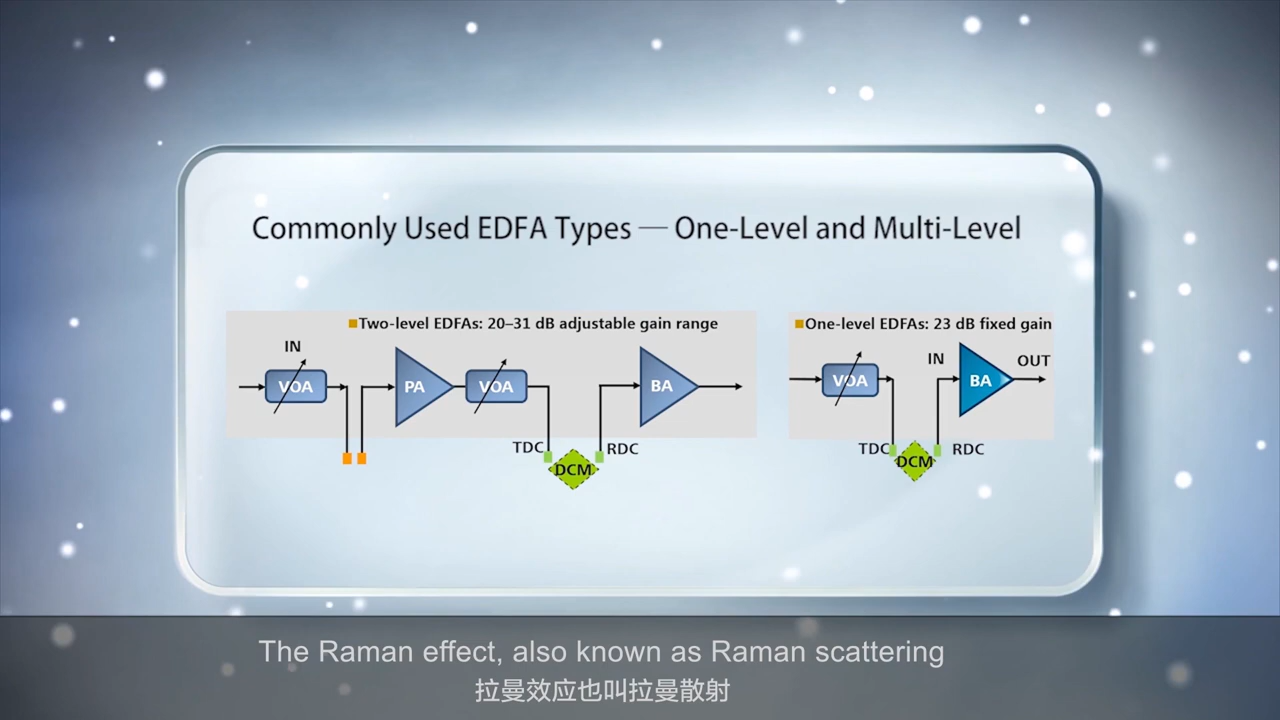 Commonly Used EDFA Types — One-Level and Multi-Level
Two-level EDFAs: 20–31 dB adjustable gain range
IN
VOA
PA
VOA
BA
TDC
DCM
RDC
One-level EDFAs: 23 dB fixed gain
VOA
IN
BA
OUT
TDC
DCM
RDC
The Raman effect, also known as Raman scattering
拉曼效应也叫拉曼散射